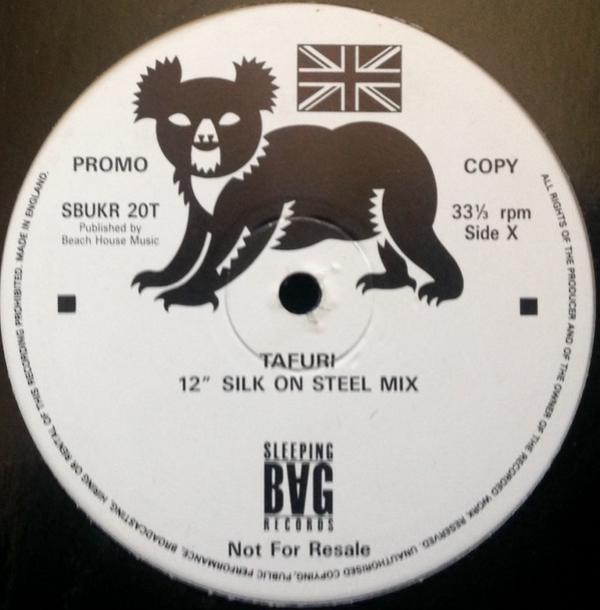 PROMO COPY
SBUKR 20T
Published by
Beach House Music
33⅓ rpm
Side X
TAFURI
12" SILK ON STEEL MIX
SLEEPING
BAG
RECORDS
Not For Resale
ALL RIGHTS OF THE PRODUCER AND OF THE OWNER OF THE RECORDED WORK RESERVED. UNAUTHORISED COPYING, PUBLIC PERFORMANCE, BROADCASTING, HIRING OR RENTAL OF THIS RECORDING PROHIBITED. MADE IN ENGLAND.